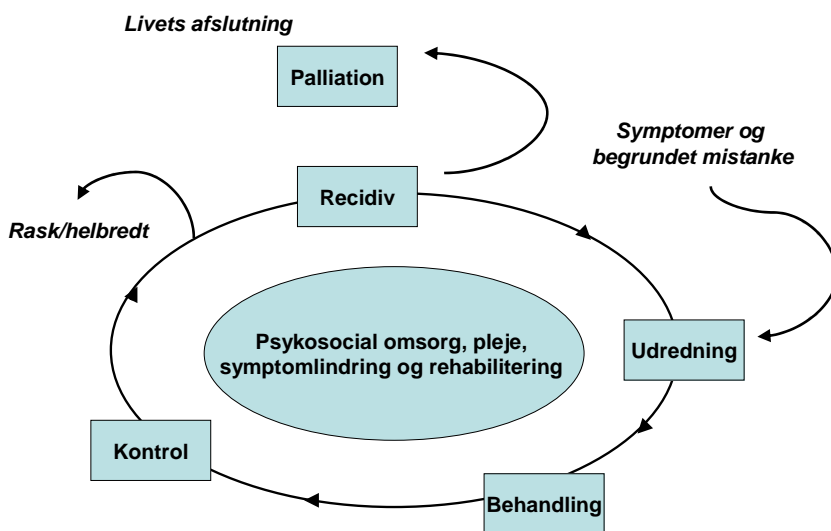 Livets afslutning
Palliation
Symptomer og
begrundet mistanke
Recidiv
Rask/helbredt
Psykosocial omsorg, pleje,
symptomlindring og rehabilitering
Udredning
Kontrol
Behandling